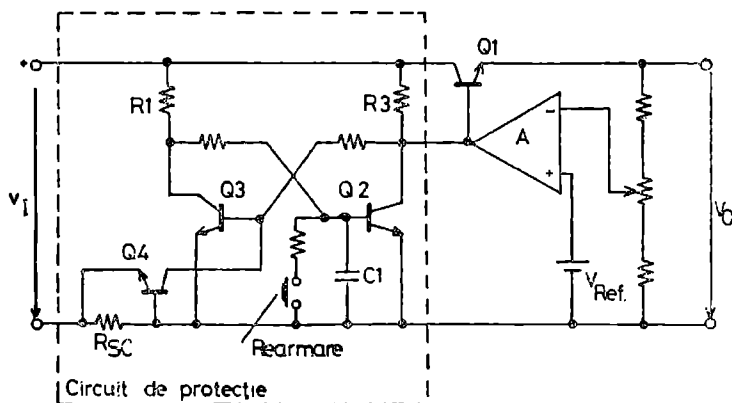 Q1
+
R1
R3
A
−
+
Q3
Q2
V_I
V_O
Q4
C1
V_Ref.
R_SC
Rearmare
Circuit de protecție